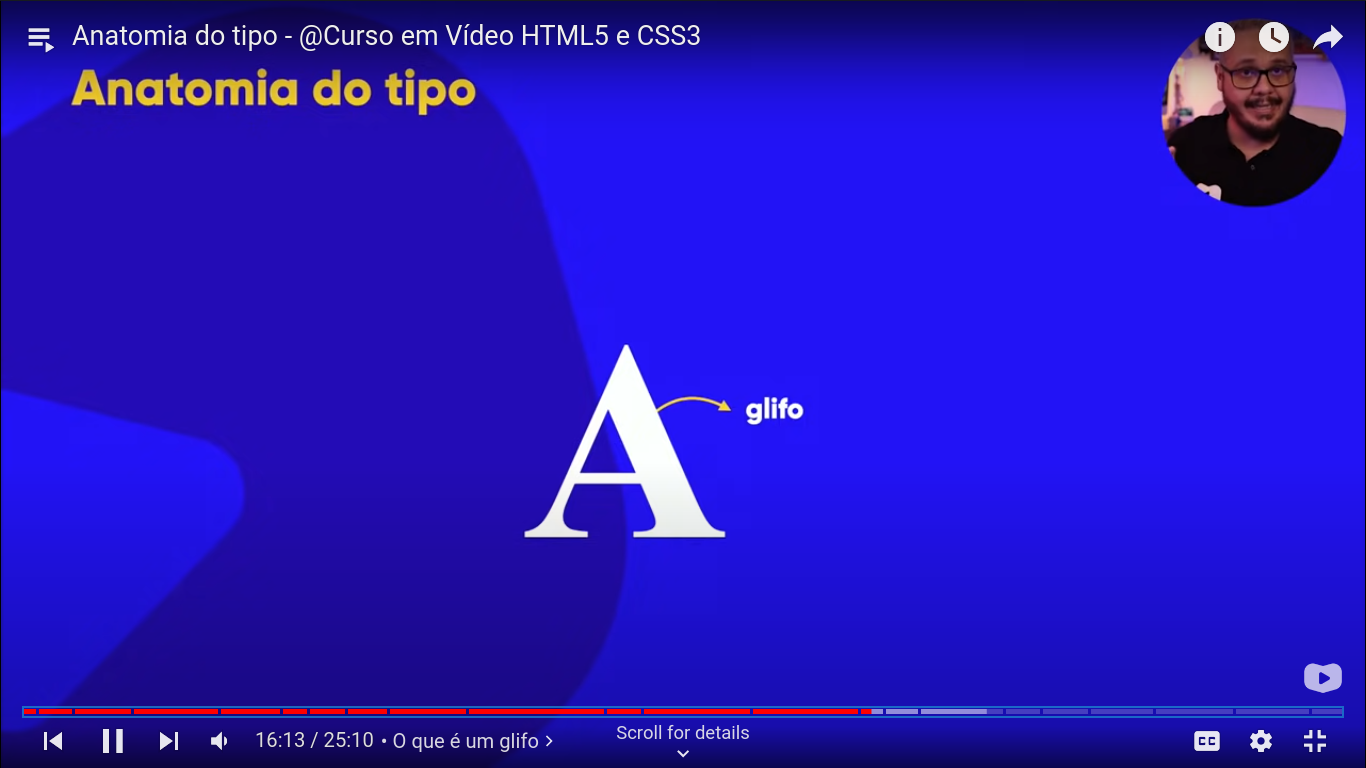 Anatomia do tipo - @Curso em Vídeo HTML5 e CSS3
Anatomia do tipo
A
glifo
16:13 / 25:10 • O que é um glifo
Scroll for details
CC